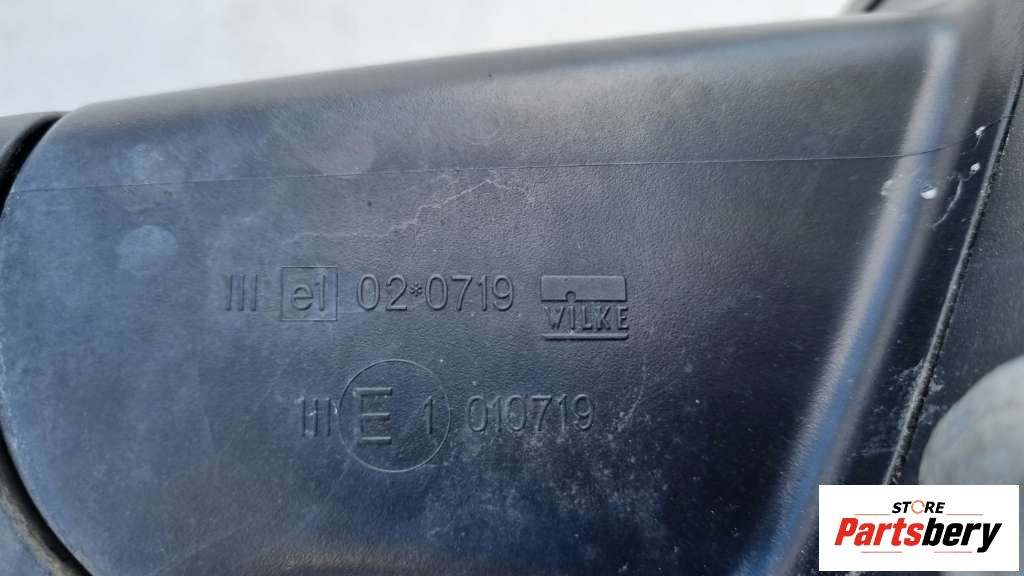 III e1 02*0719 WILKE
III E 1 010719
STORE
Partsbery